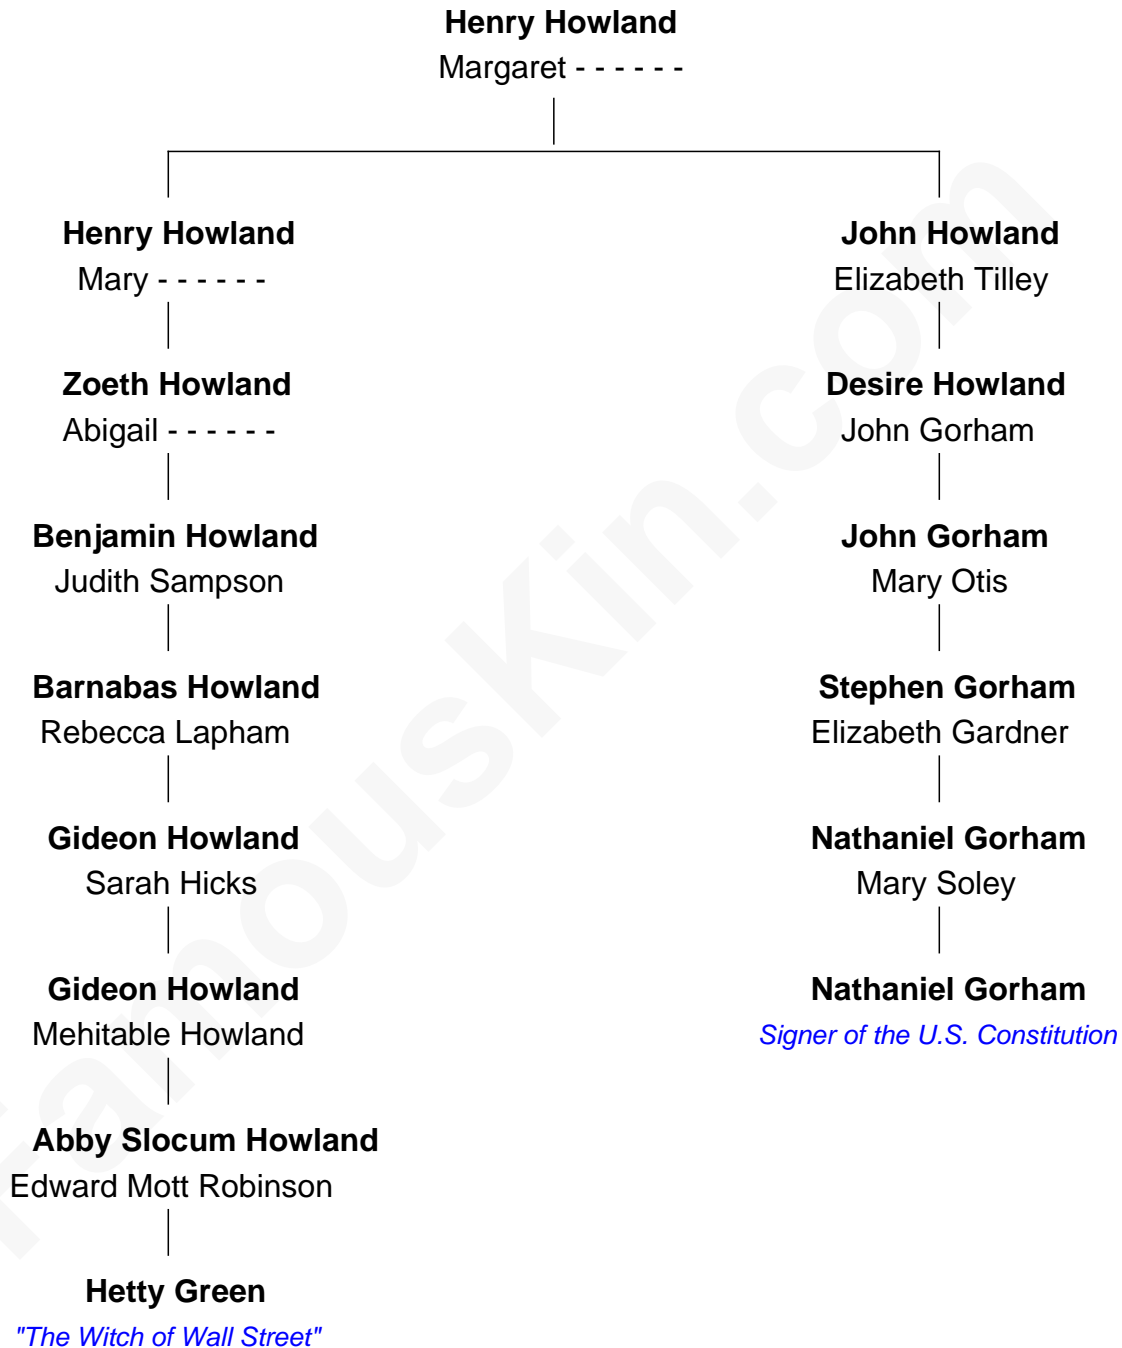 Henry Howland
Margaret - - - - - -
Henry Howland
Mary - - - - - -
John Howland
Elizabeth Tilley
Zoeth Howland
Abigail - - - - - -
Desire Howland
John Gorham
Benjamin Howland
Judith Sampson
John Gorham
Mary Otis
Barnabas Howland
Rebecca Lapham
Stephen Gorham
Elizabeth Gardner
Gideon Howland
Sarah Hicks
Nathaniel Gorham
Mary Soley
Gideon Howland
Mehitable Howland
Nathaniel Gorham
Signer of the U.S. Constitution
Abby Slocum Howland
Edward Mott Robinson
Hetty Green
"The Witch of Wall Street"
FamousKin.com